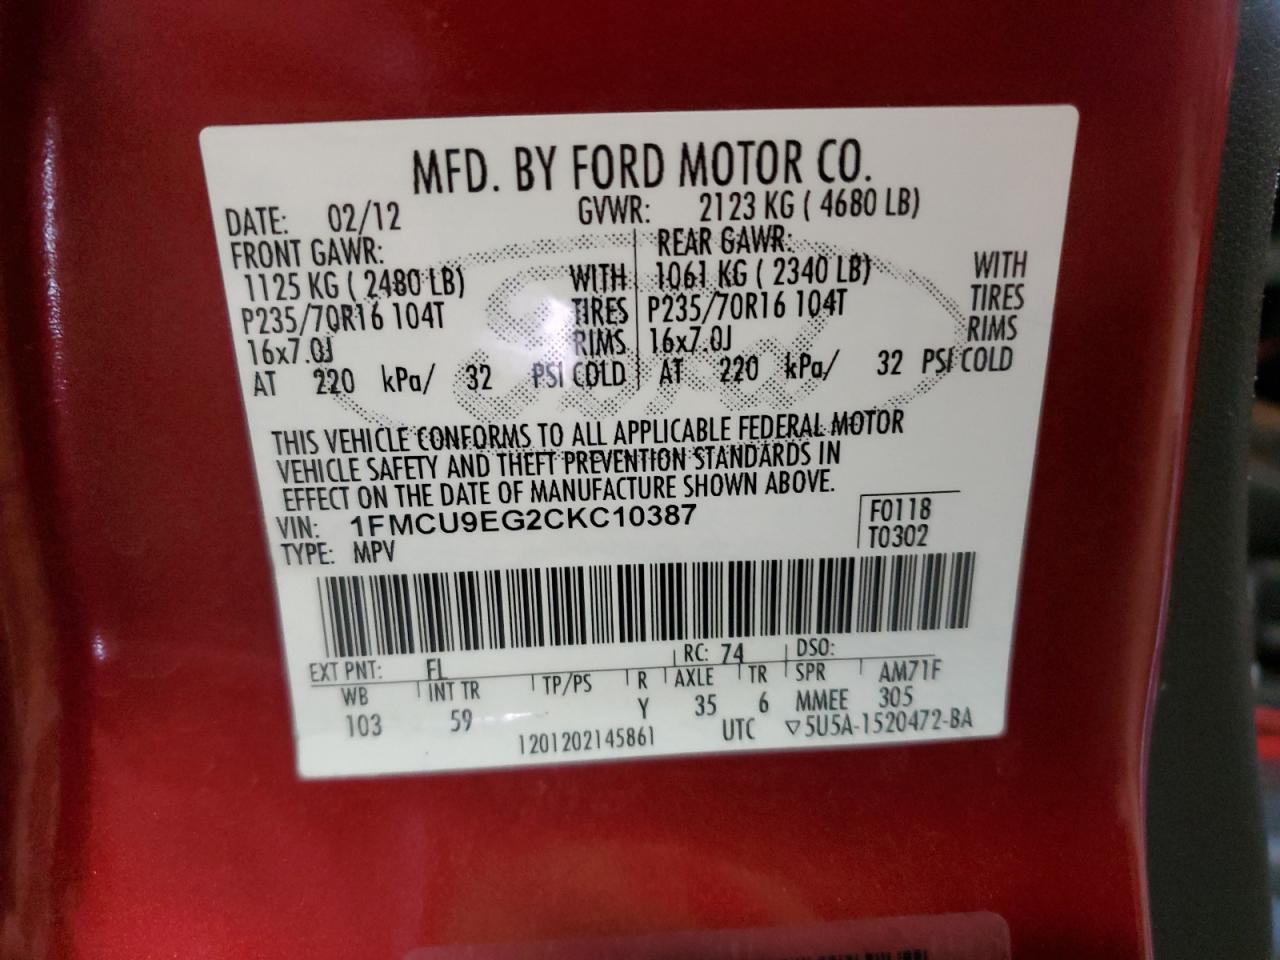 MFD. BY FORD MOTOR CO.
DATE: 02/12 GVWR: 2123 KG ( 4680 LB)
FRONT GAWR: REAR GAWR:
1125 KG ( 2480 LB) WITH 1061 KG ( 2340 LB) WITH
P235/70R16 104T TIRES P235/70R16 104T TIRES
16x7.0J RIMS 16x7.0J RIMS
AT 220 kPa/ 32 PSI COLD AT 220 kPa/ 32 PSI COLD
THIS VEHICLE CONFORMS TO ALL APPLICABLE FEDERAL MOTOR
VEHICLE SAFETY AND THEFT PREVENTION STANDARDS IN
EFFECT ON THE DATE OF MANUFACTURE SHOWN ABOVE.
VIN: 1FMCU9EG2CKC10387 F0118
TYPE: MPV T0302
EXT PNT: FL RC: 74 DSO:
WB INT TR TP/PS R AXLE TR SPR AM71F
103 59 Y 35 6 MMEE 305
1201202145861 UTC ▽5U5A-1520472-BA